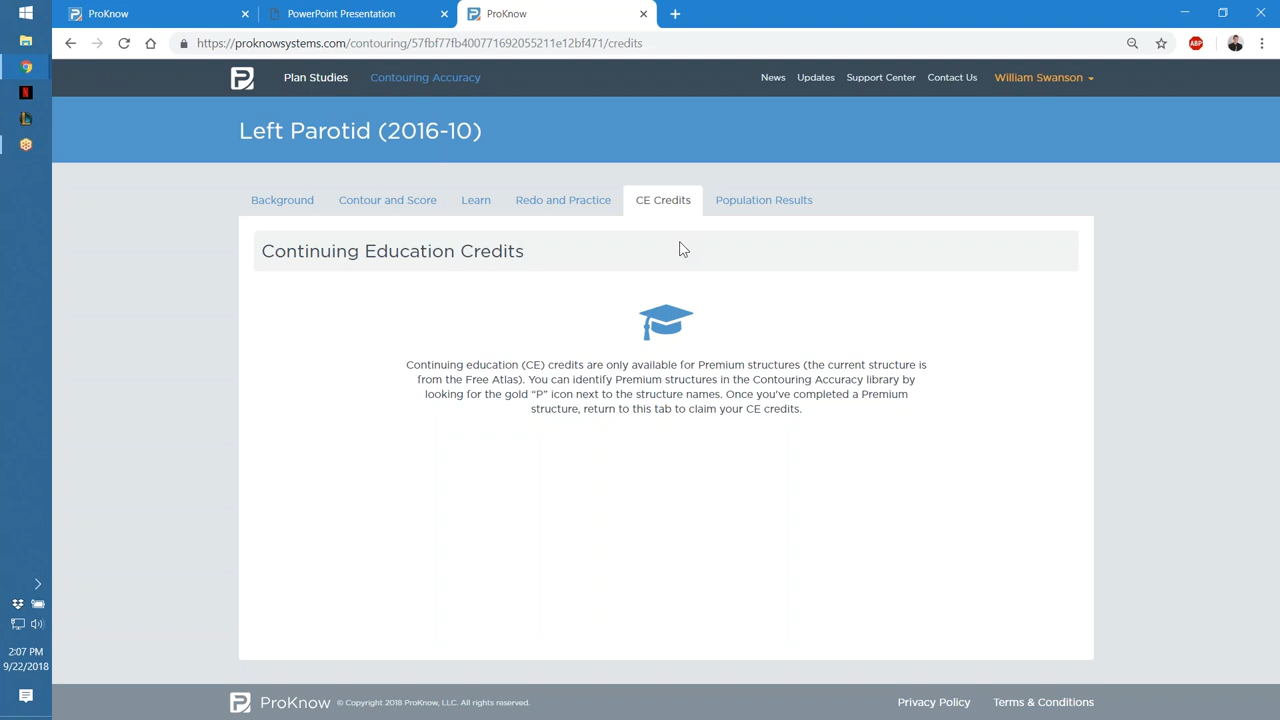 ProKnow
PowerPoint Presentation
ProKnow
https://proknowsystems.com/contouring/57fbf77fb400771692055211e12bf471/credits
ABP
Plan Studies
Contouring Accuracy
News
Updates
Support Center
Contact Us
William Swanson
Left Parotid (2016-10)
Background
Contour and Score
Learn
Redo and Practice
CE Credits
Population Results
Continuing Education Credits
Continuing education (CE) credits are only available for Premium structures (the current structure is
from the Free Atlas). You can identify Premium structures in the Contouring Accuracy library by
looking for the gold “P” icon next to the structure names. Once you’ve completed a Premium
structure, return to this tab to claim your CE credits.
2:07 PM
9/22/2018
ProKnow
© Copyright 2018 ProKnow, LLC. All rights reserved.
Privacy Policy
Terms & Conditions